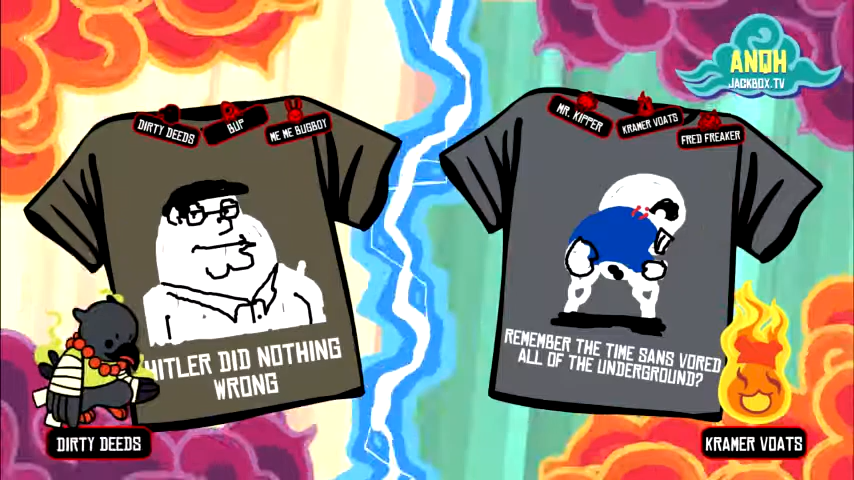 ANQH
JACKBOX.TV
DIRTY DEEDS
BUP
ME ME BUGBOY
MR. KIPPER
KRAMER VOATS
FRED FREAKER
HITLER DID NOTHING
WRONG
REMEMBER THE TIME SANS VORED
ALL OF THE UNDERGROUND?
DIRTY DEEDS
KRAMER VOATS